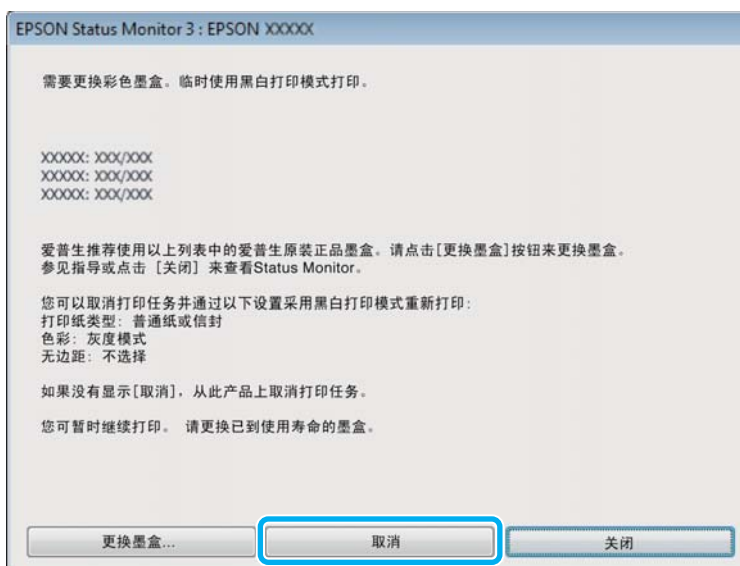 EPSON Status Monitor 3 : EPSON XXXXX
需要更换彩色墨盒。临时使用黑白打印模式打印。
XXXXX: XXX/XXX
XXXXX: XXX/XXX
XXXXX: XXX/XXX
爱普生推荐使用以上列表中的爱普生原装正品墨盒。请点击[更换墨盒]按钮来更换墨盒。
参见指导或点击 [关闭] 来查看Status Monitor。
您可以取消打印任务并通过以下设置采用黑白打印模式重新打印:
打印纸类型: 普通纸或信封
色彩: 灰度模式
无边距: 不选择
如果没有显示[取消], 从此产品上取消打印任务。
您可暂时继续打印。 请更换已到使用寿命的墨盒。
更换墨盒... 取消 关闭